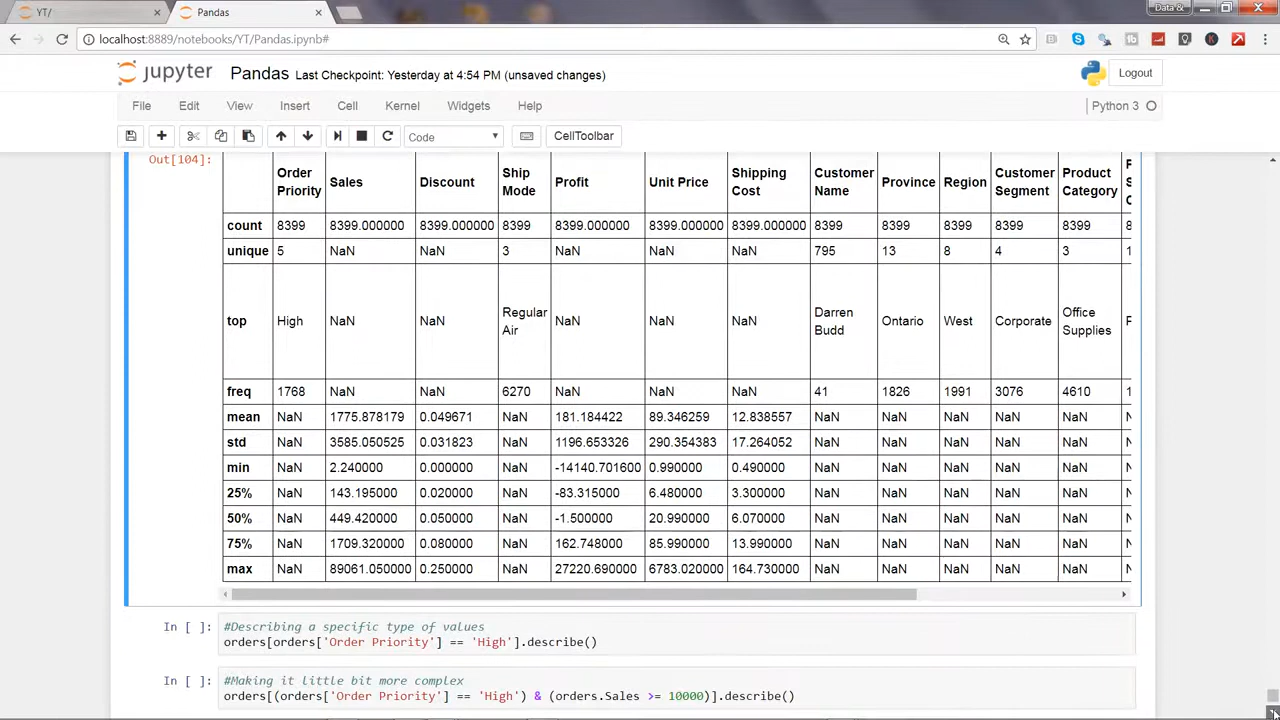 YT/
Pandas
Data &
localhost:8889/notebooks/YT/Pandas.ipynb#
jupyter Pandas Last Checkpoint: Yesterday at 4:54 PM (unsaved changes)
Logout
File Edit View Insert Cell Kernel Widgets Help
Python 3
Code
CellToolbar
Out[104]:
Order Priority Sales Discount Ship Mode Profit Unit Price Shipping Cost Customer Name Province Region Customer Segment Product Category
count 8399 8399.000000 8399.000000 8399 8399.000000 8399.000000 8399.000000 8399 8399 8399 8399 8399 8
unique 5 NaN NaN 3 NaN NaN NaN 795 13 8 4 3 1
top High NaN NaN Regular Air NaN NaN NaN Darren Budd Ontario West Corporate Office Supplies
freq 1768 NaN NaN 6270 NaN NaN NaN 41 1826 1991 3076 4610 1
mean NaN 1775.878179 0.049671 NaN 181.184422 89.346259 12.838557 NaN NaN NaN NaN NaN N
std NaN 3585.050525 0.031823 NaN 1196.653326 290.354383 17.264052 NaN NaN NaN NaN NaN N
min NaN 2.240000 0.000000 NaN -14140.701600 0.990000 0.490000 NaN NaN NaN NaN NaN N
25% NaN 143.195000 0.020000 NaN -83.315000 6.480000 3.300000 NaN NaN NaN NaN NaN N
50% NaN 449.420000 0.050000 NaN -1.500000 20.990000 6.070000 NaN NaN NaN NaN NaN N
75% NaN 1709.320000 0.080000 NaN 162.748000 85.990000 13.990000 NaN NaN NaN NaN NaN N
max NaN 89061.050000 0.250000 NaN 27220.690000 6783.020000 164.730000 NaN NaN NaN NaN NaN N
In [ ]: #Describing a specific type of values
orders[orders['Order Priority'] == 'High'].describe()
In [ ]: #Making it little bit more complex
orders[(orders['Order Priority'] == 'High') & (orders.Sales >= 10000)].describe()